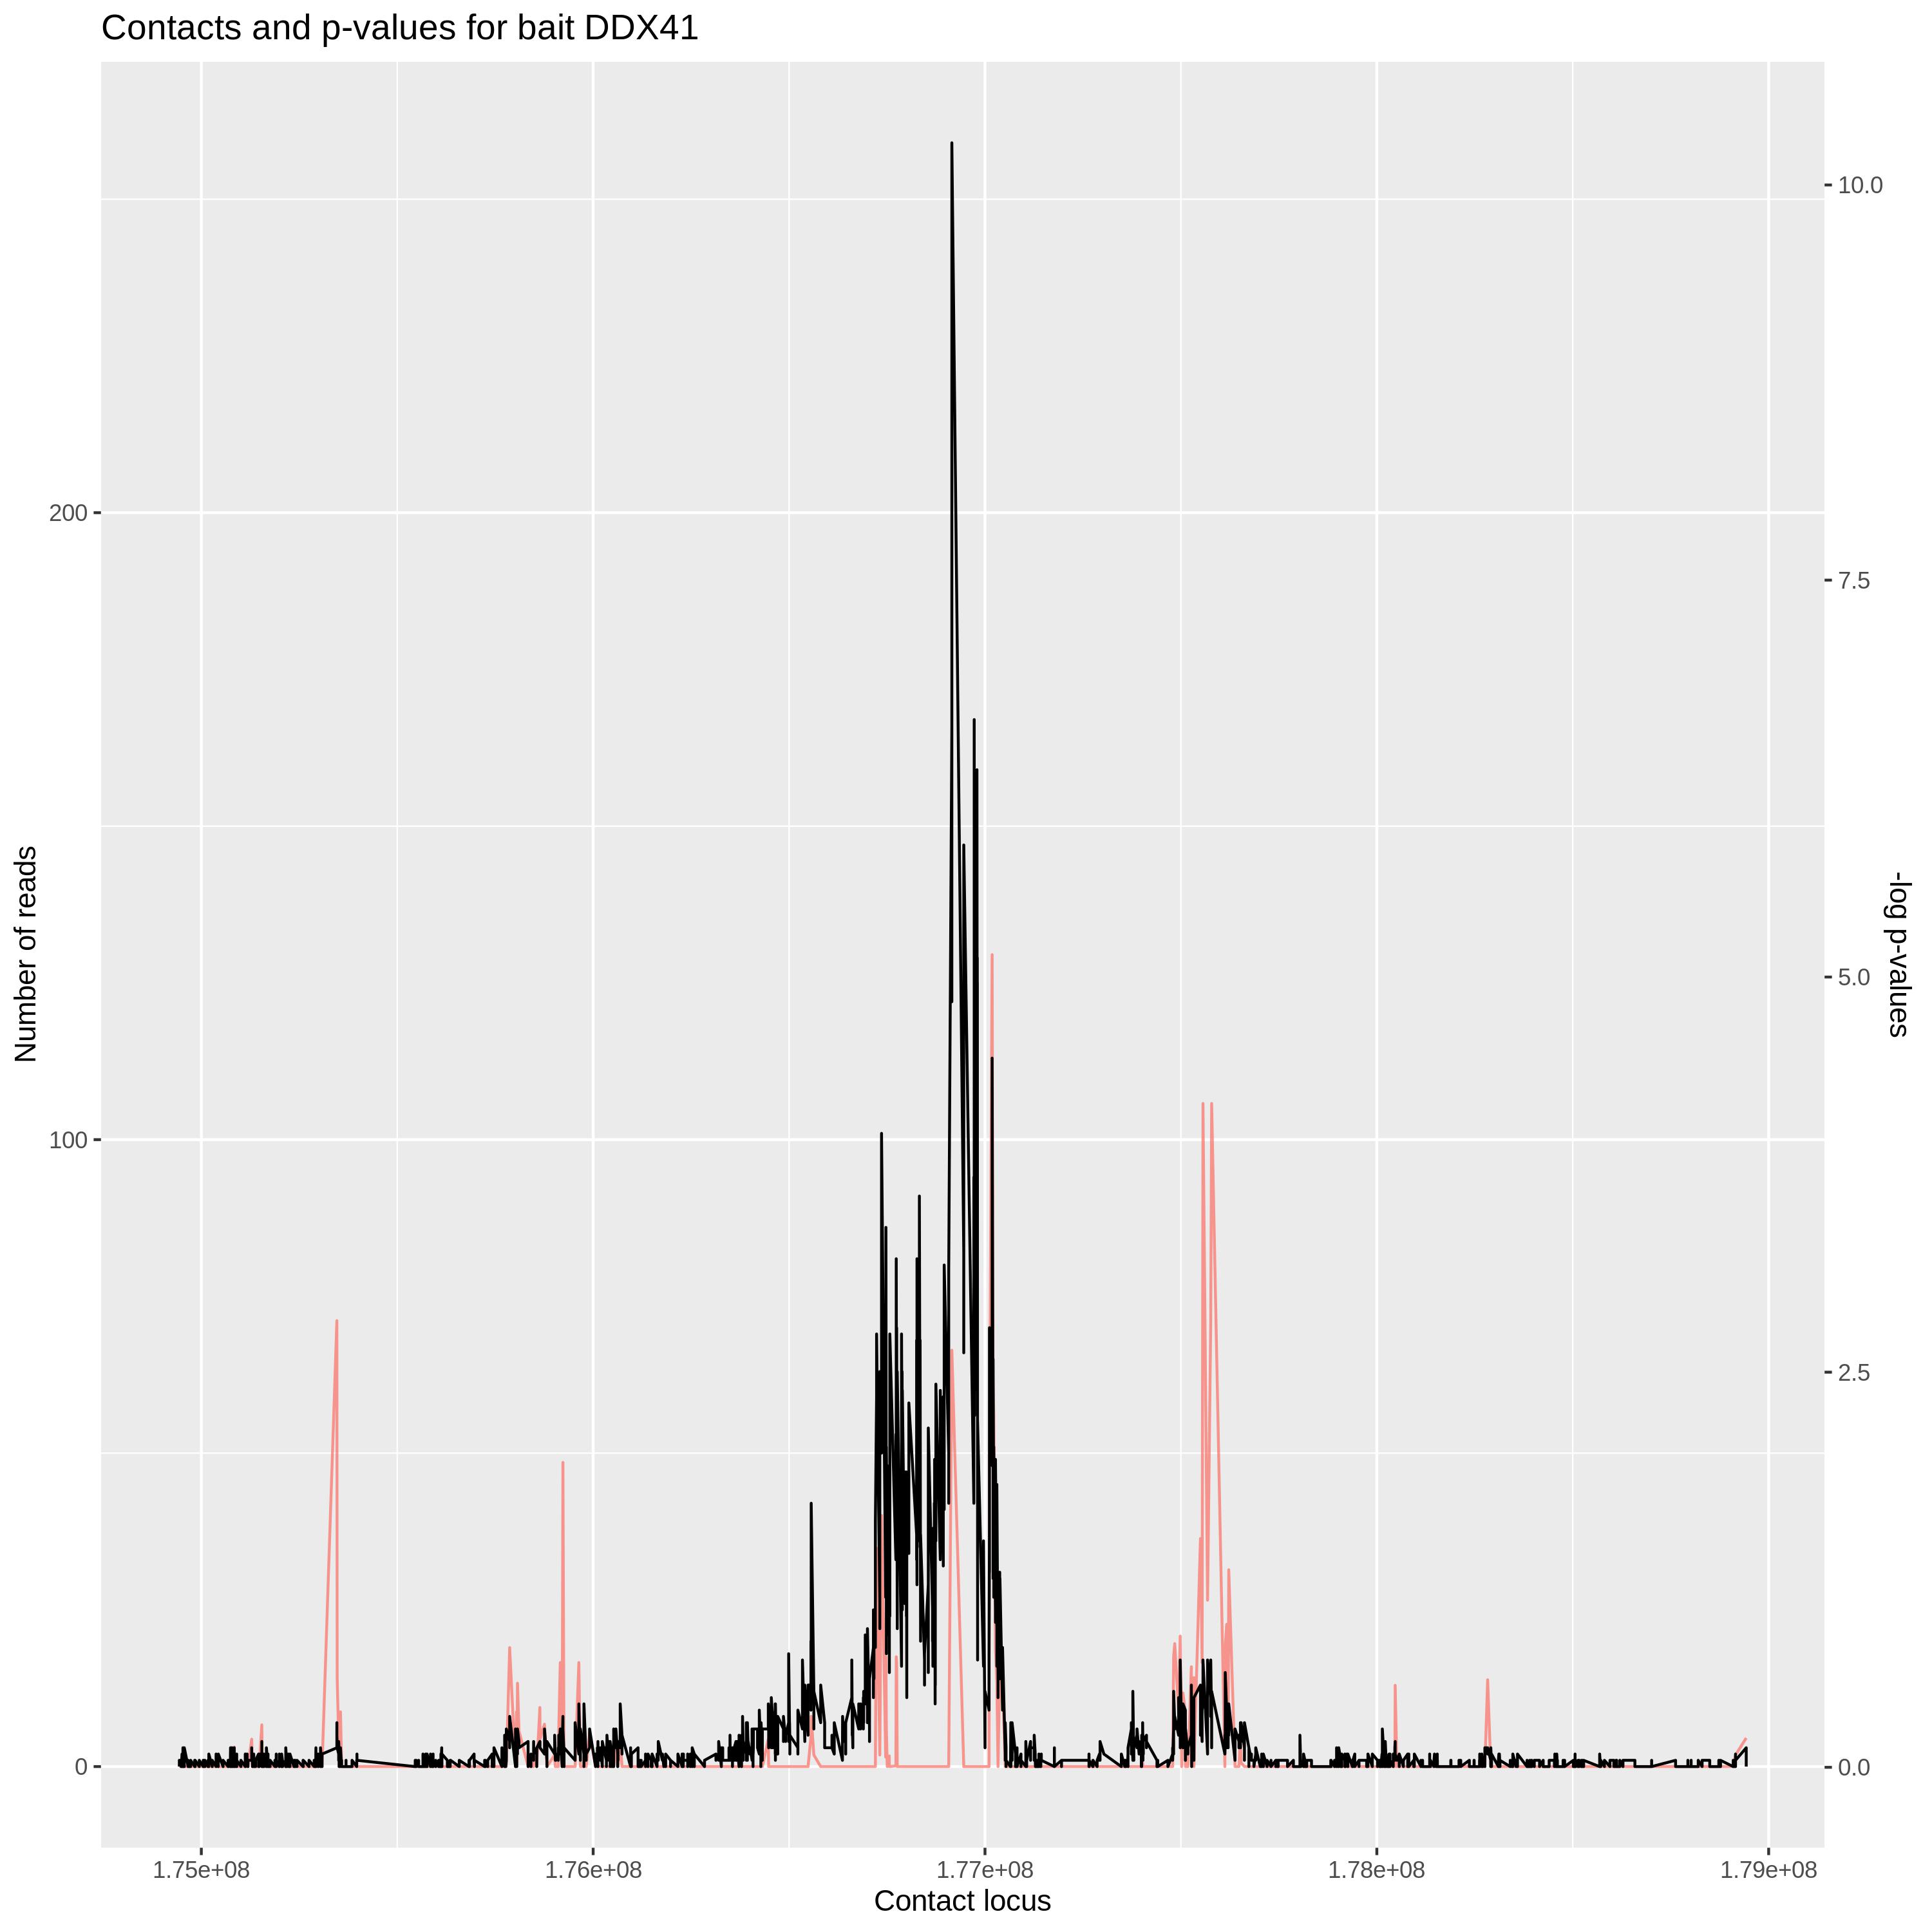 Contacts and p-values for bait DDX41
Number of reads
200
100
0
10.0
7.5
5.0
2.5
0.0
-log p-values
1.75e+08
1.76e+08
1.77e+08
1.78e+08
1.79e+08
Contact locus